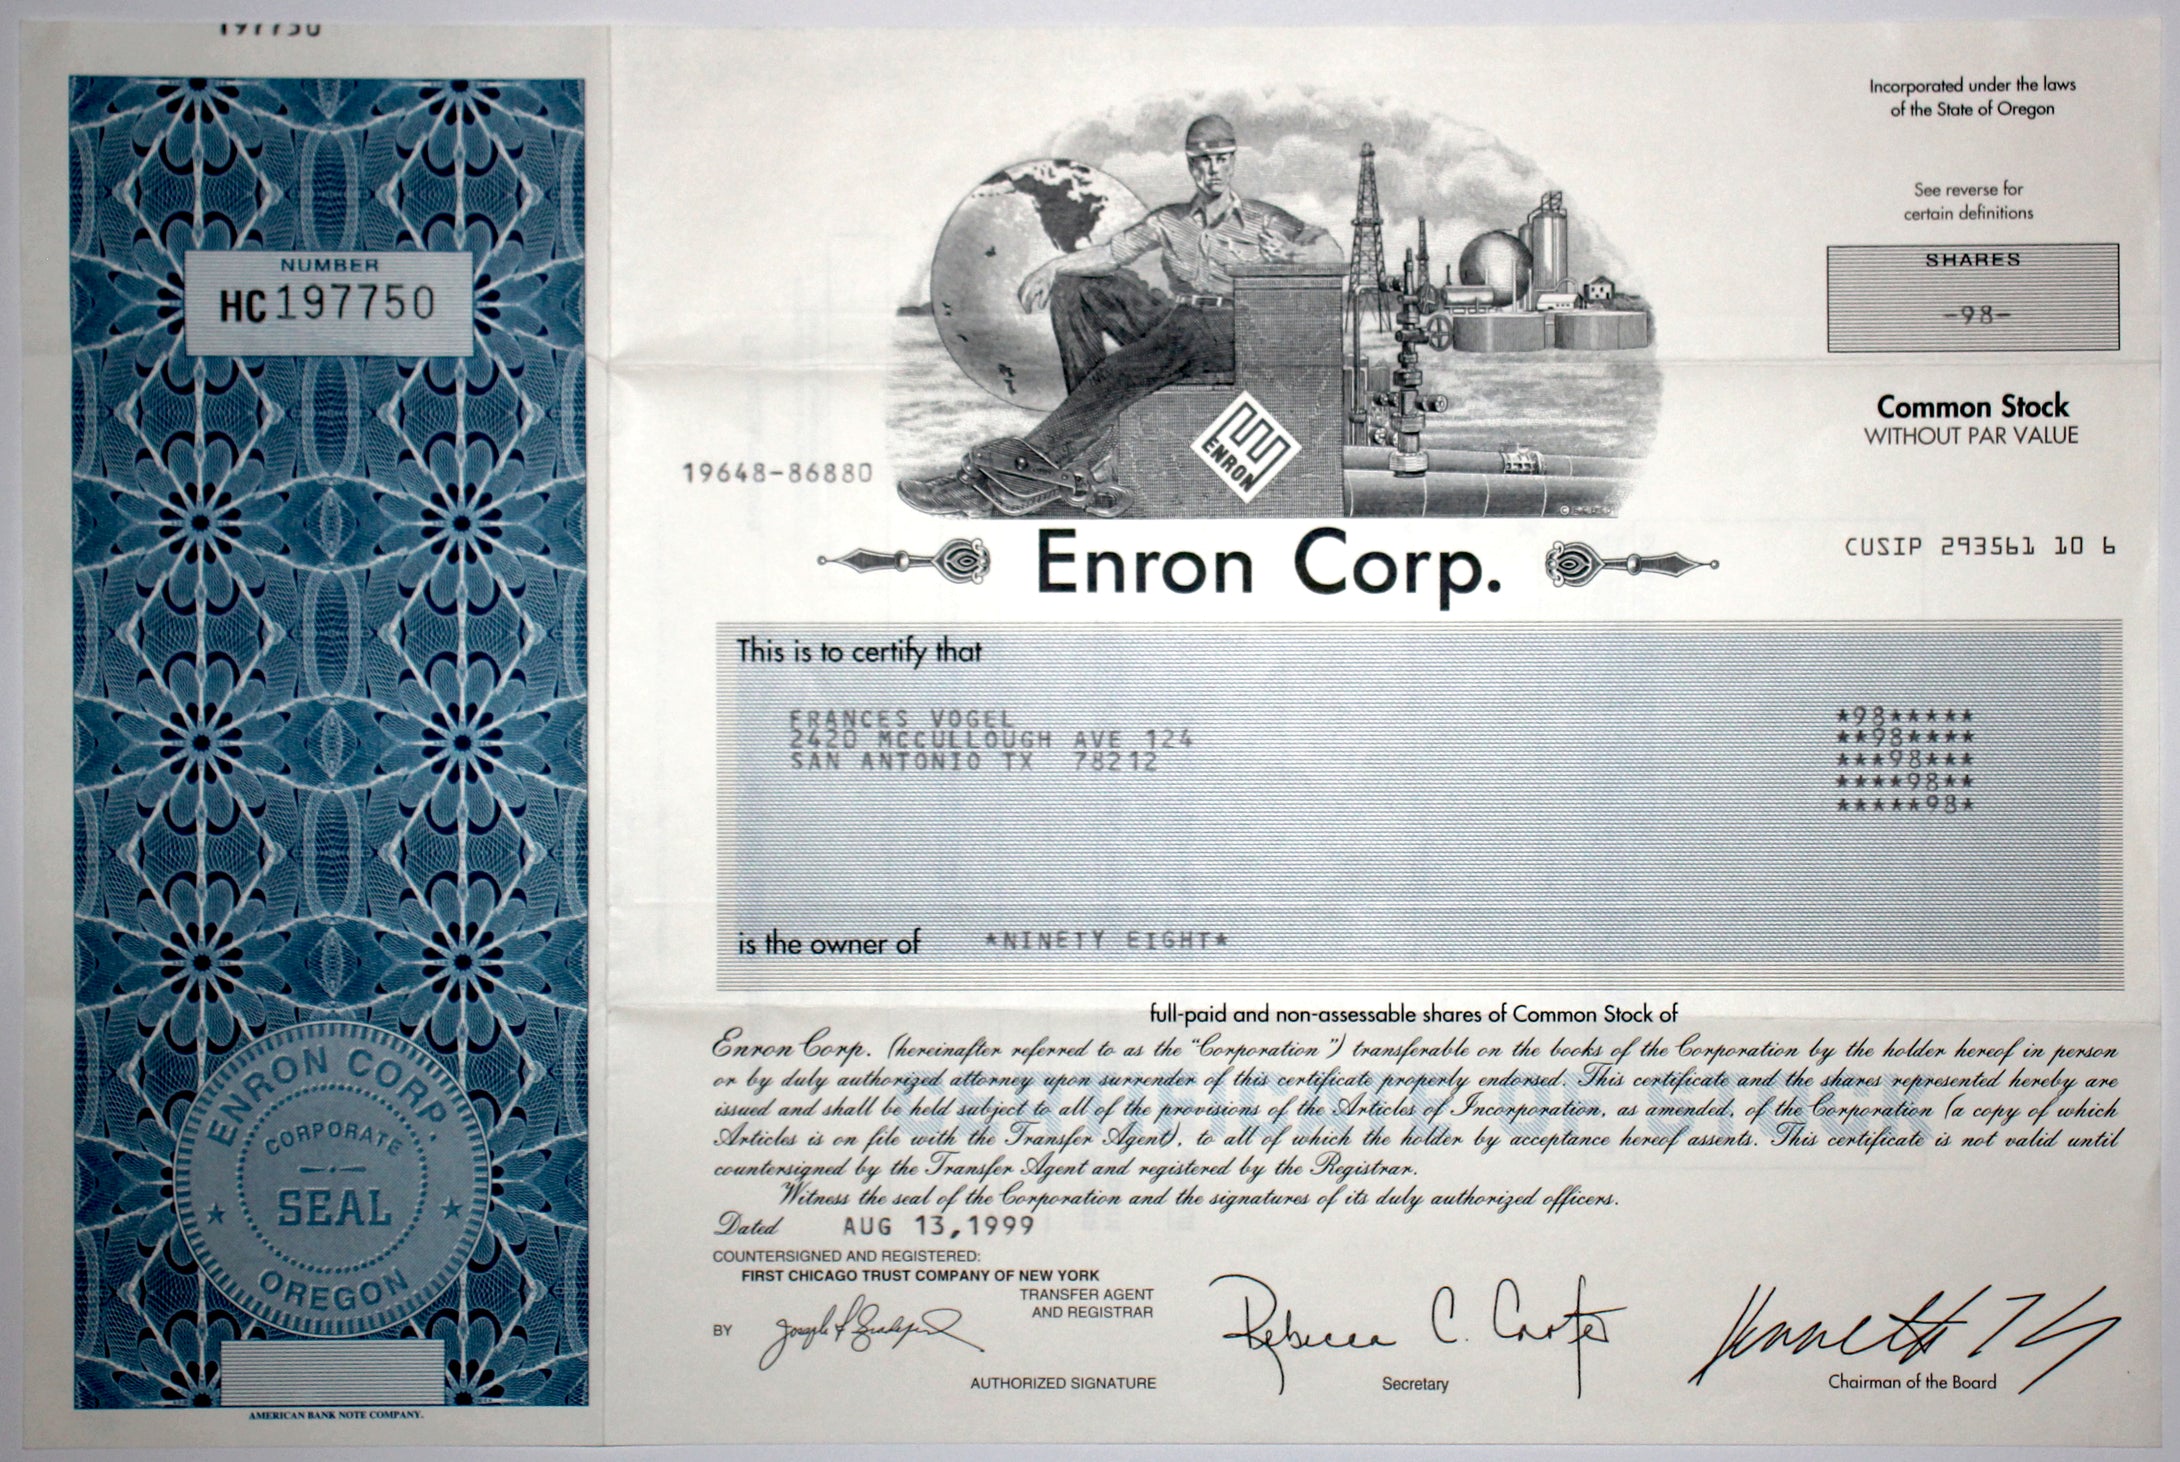 197750
NUMBER
HC197750
ENRON CORP.
CORPORATE
SEAL
OREGON
AMERICAN BANK NOTE COMPANY.
Incorporated under the laws
of the State of Oregon
See reverse for
certain definitions
SHARES
-98-
Common Stock
WITHOUT PAR VALUE
19648-86880
ENRON
CUSIP 293561 10 6
Enron Corp.
This is to certify that
FRANCES VOGEL
2420 MCCULLOUGH AVE 124
SAN ANTONIO TX 78212
*98*****
**98****
***98***
****98**
*****98*
is the owner of *NINETY EIGHT*
full-paid and non-assessable shares of Common Stock of
Enron Corp. (hereinafter referred to as the "Corporation") transferable on the books of the Corporation by the holder hereof in person
or by duly authorized attorney upon surrender of this certificate properly endorsed. This certificate and the shares represented hereby are
issued and shall be held subject to all of the provisions of the Articles of Incorporation, as amended, of the Corporation (a copy of which
Articles is on file with the Transfer Agent), to all of which the holder by acceptance hereof assents. This certificate is not valid until
countersigned by the Transfer Agent and registered by the Registrar.
Witness the seal of the Corporation and the signatures of its duly authorized officers.
Dated AUG 13,1999
COUNTERSIGNED AND REGISTERED:
FIRST CHICAGO TRUST COMPANY OF NEW YORK
TRANSFER AGENT
AND REGISTRAR
BY
AUTHORIZED SIGNATURE
Rebecca C. Carter
Secretary
Kenneth L. Lay
Chairman of the Board